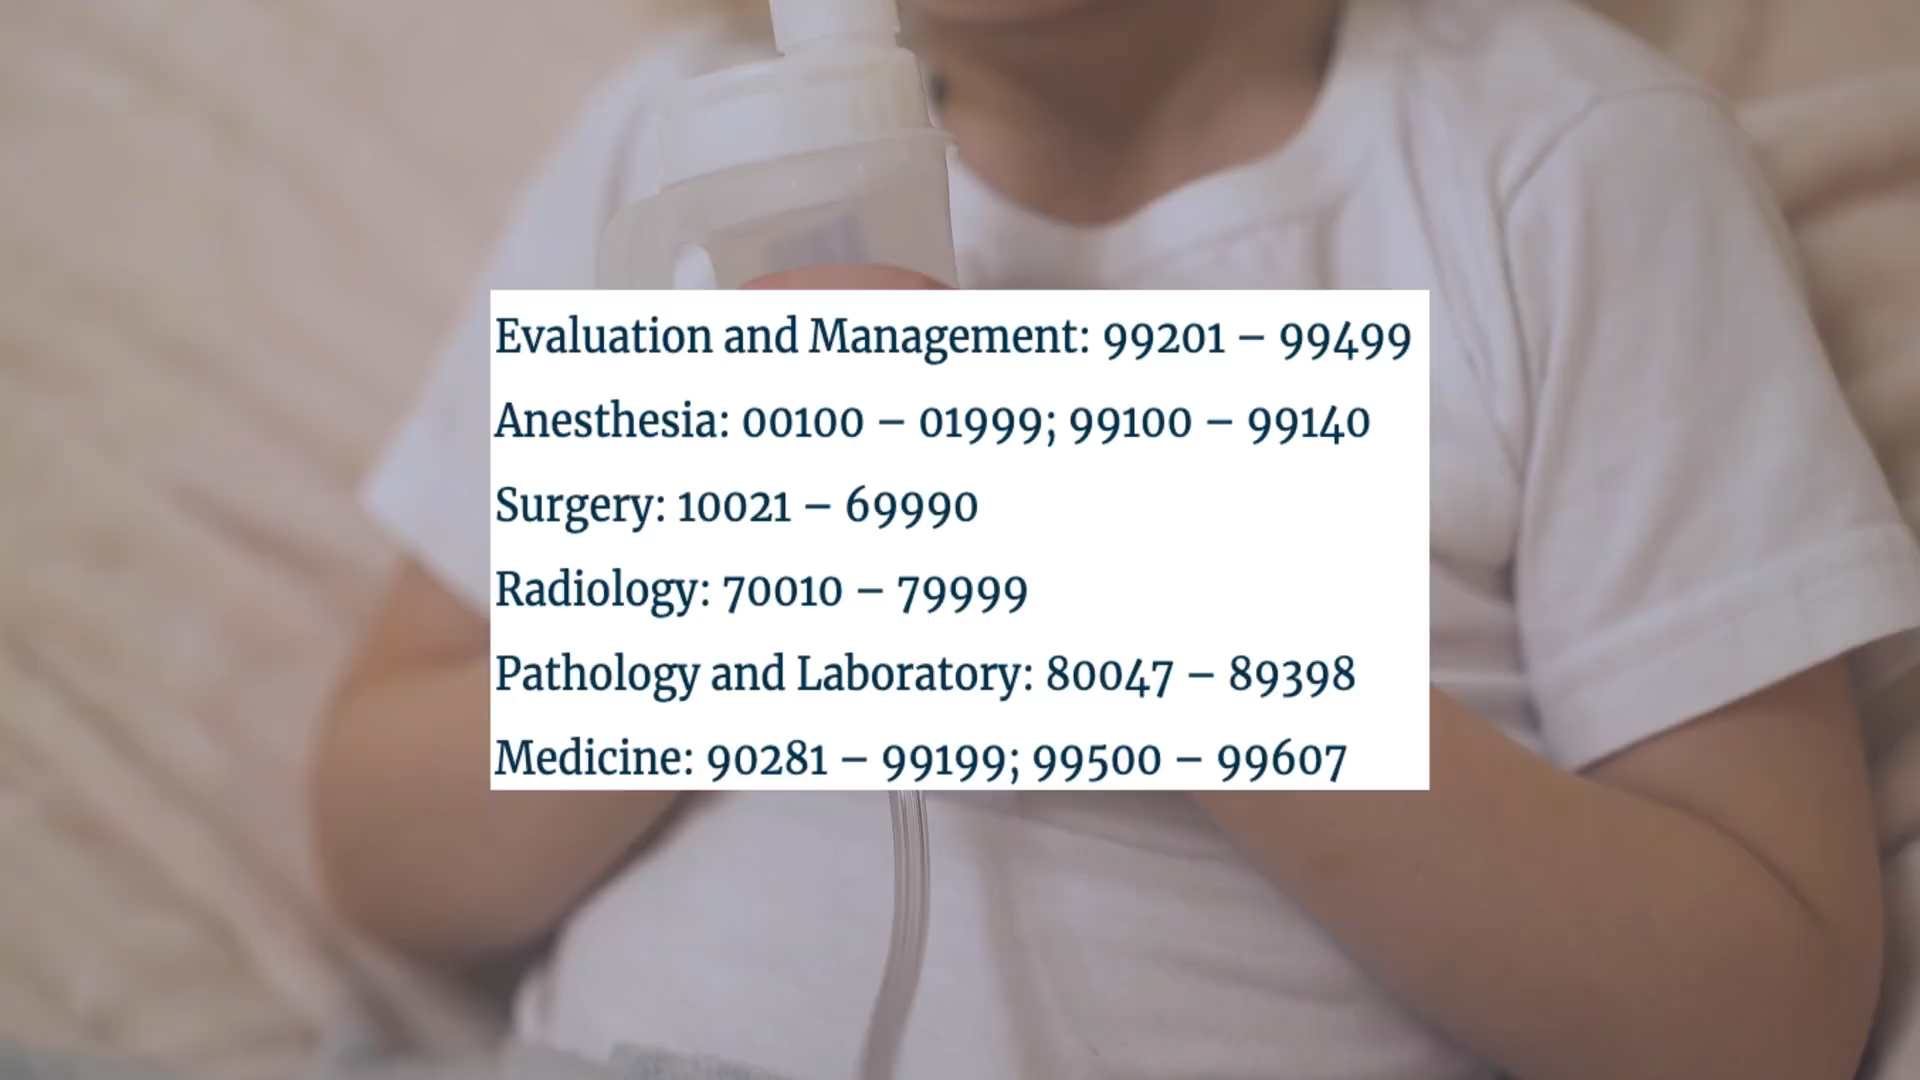 Evaluation and Management: 99201 – 99499
Anesthesia: 00100 – 01999; 99100 – 99140
Surgery: 10021 – 69990
Radiology: 70010 – 79999
Pathology and Laboratory: 80047 – 89398
Medicine: 90281 – 99199; 99500 – 99607